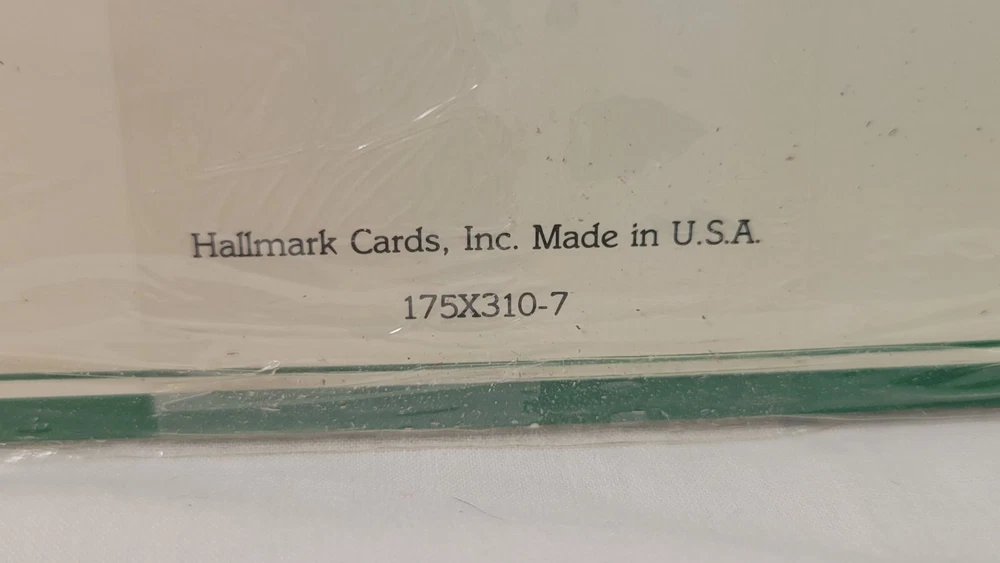 Hallmark Cards, Inc. Made in U.S.A.
175X310-7